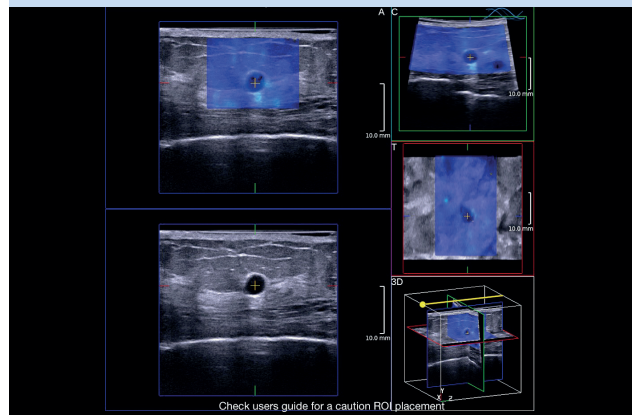 A
C
10.0 mm
10.0 mm
T
10.0 mm
10.0 mm
3D
Y
X
Z
Check users guide for a caution ROI placement